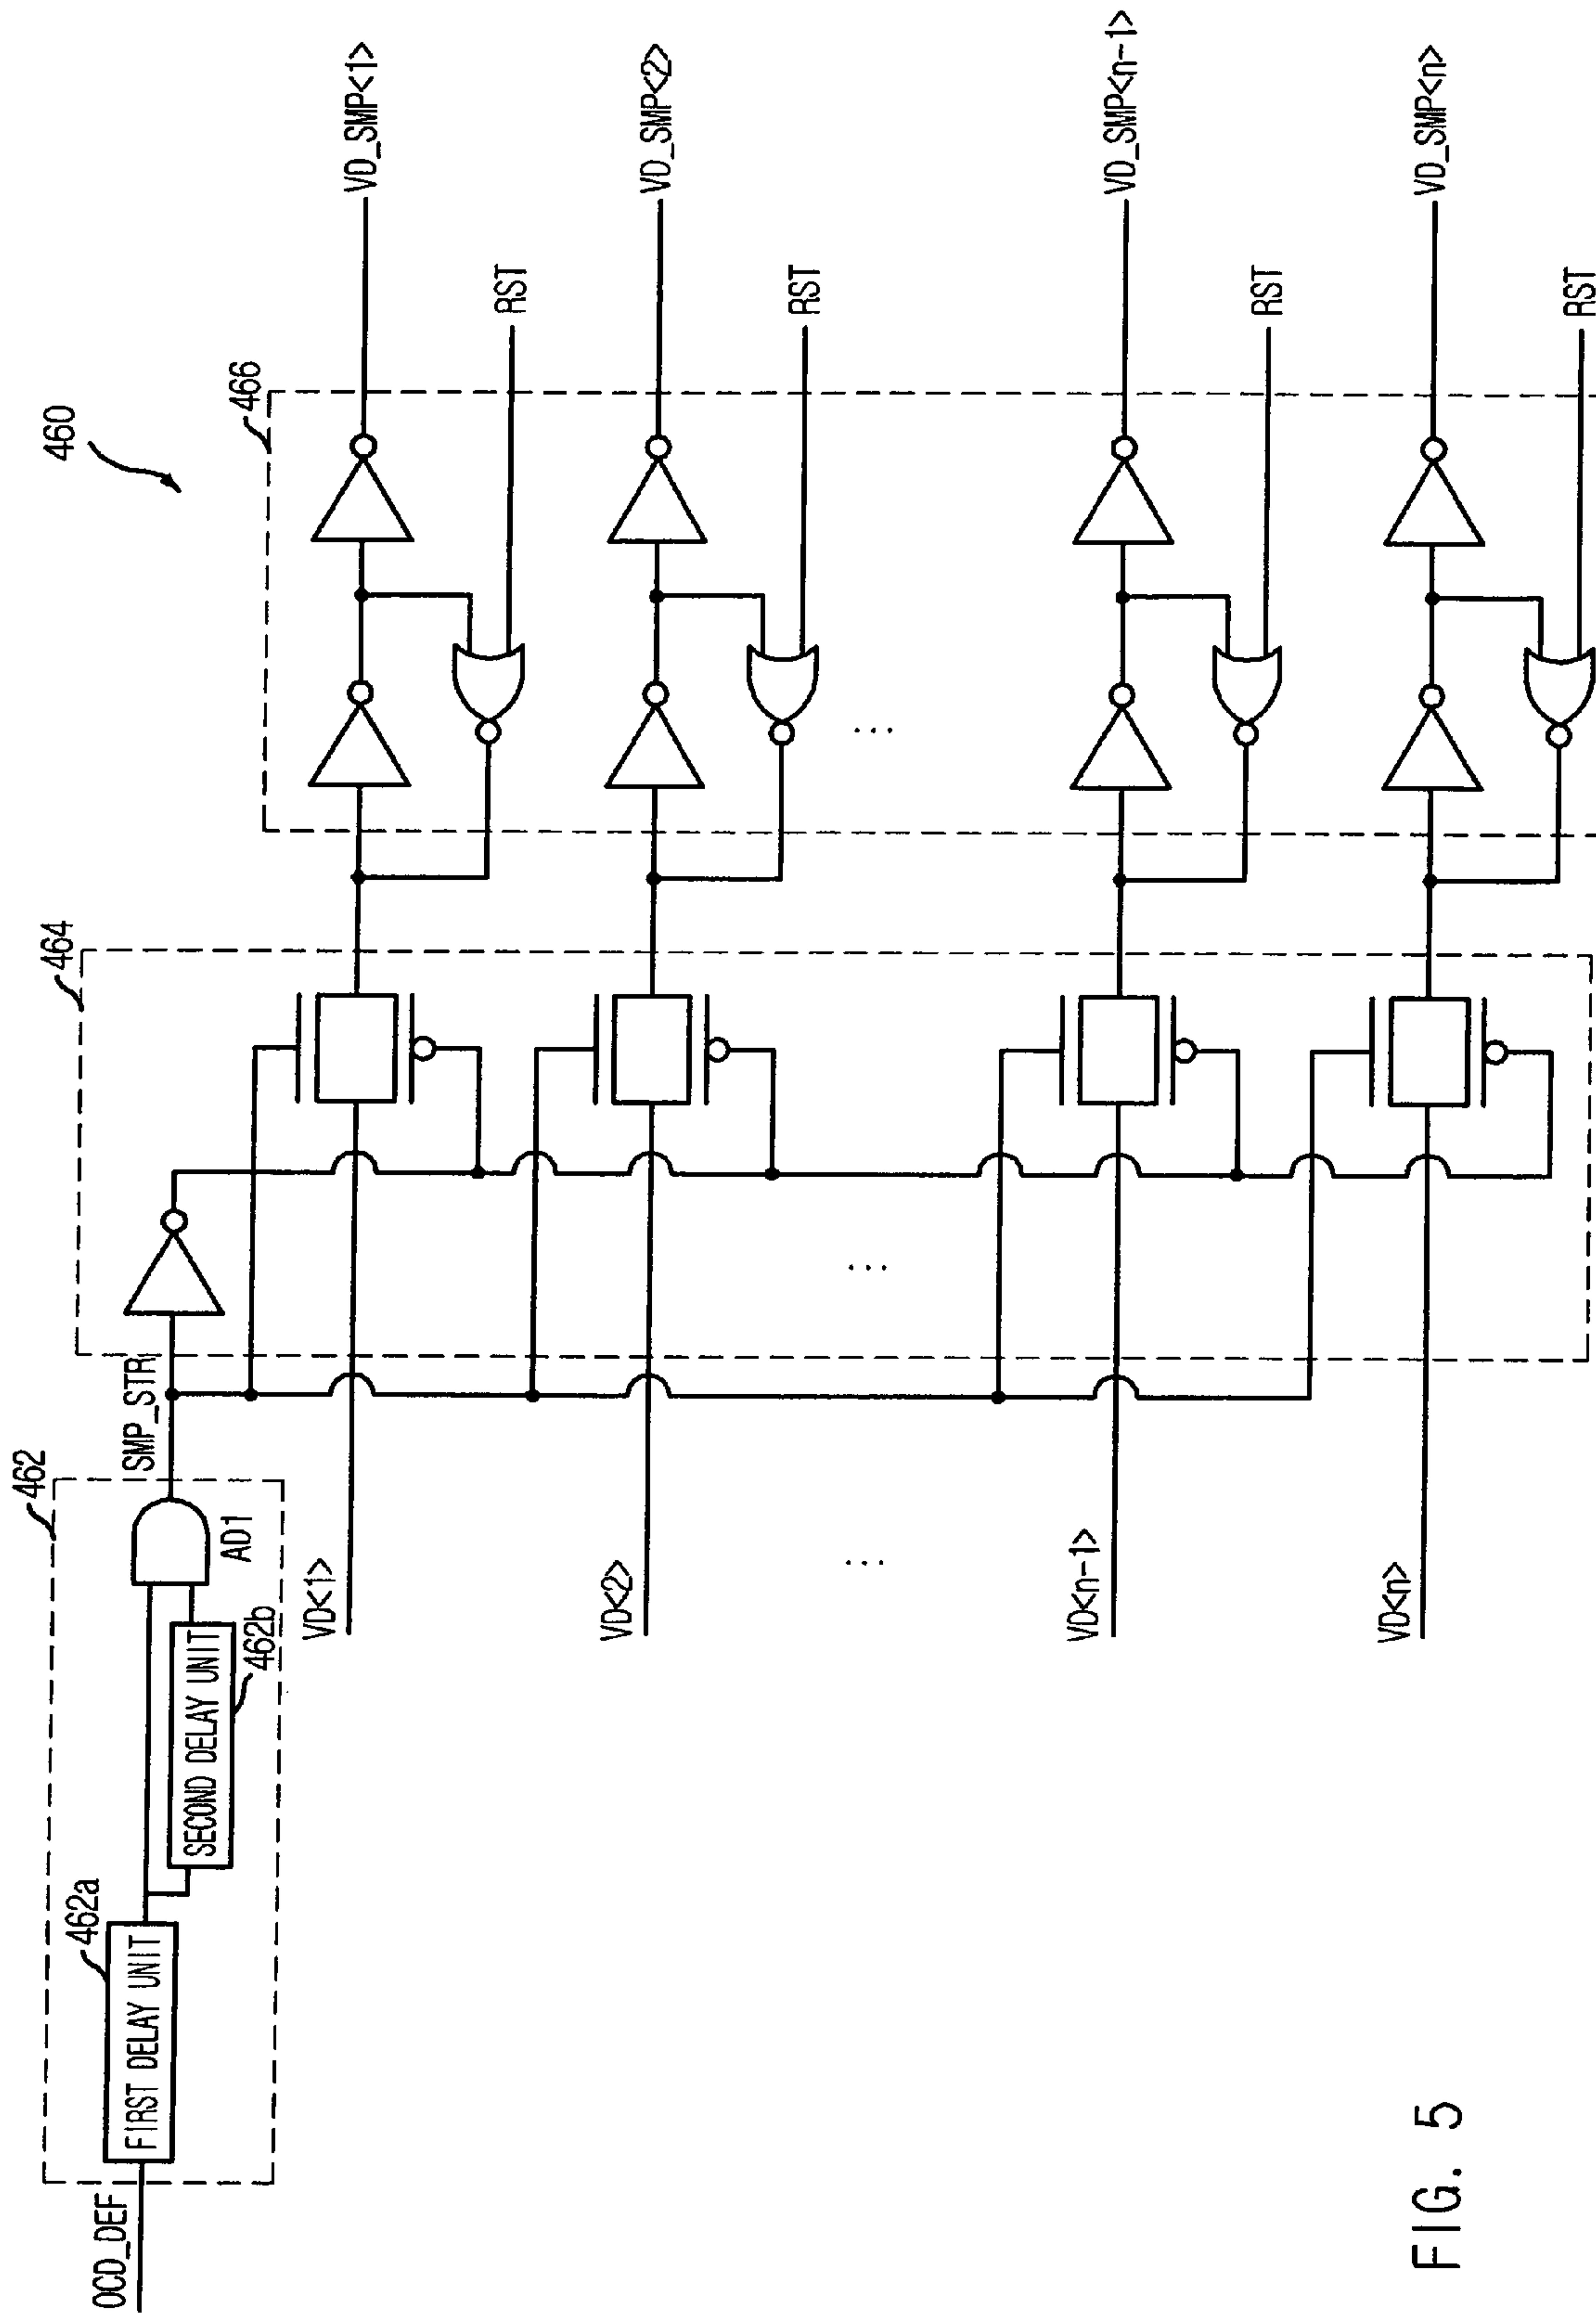 460
462
464
466
462a
OCD_DEF
FIRST DELAY UNIT
SECOND DELAY UNIT
462b
AD1
SMP_STR
VD<1>
VD_SMP<1>
RST
VD<2>
VD_SMP<2>
RST
...
...
...
VD<n-1>
VD_SMP<n-1>
RST
VD<n>
VD_SMP<n>
RST
FIG. 5